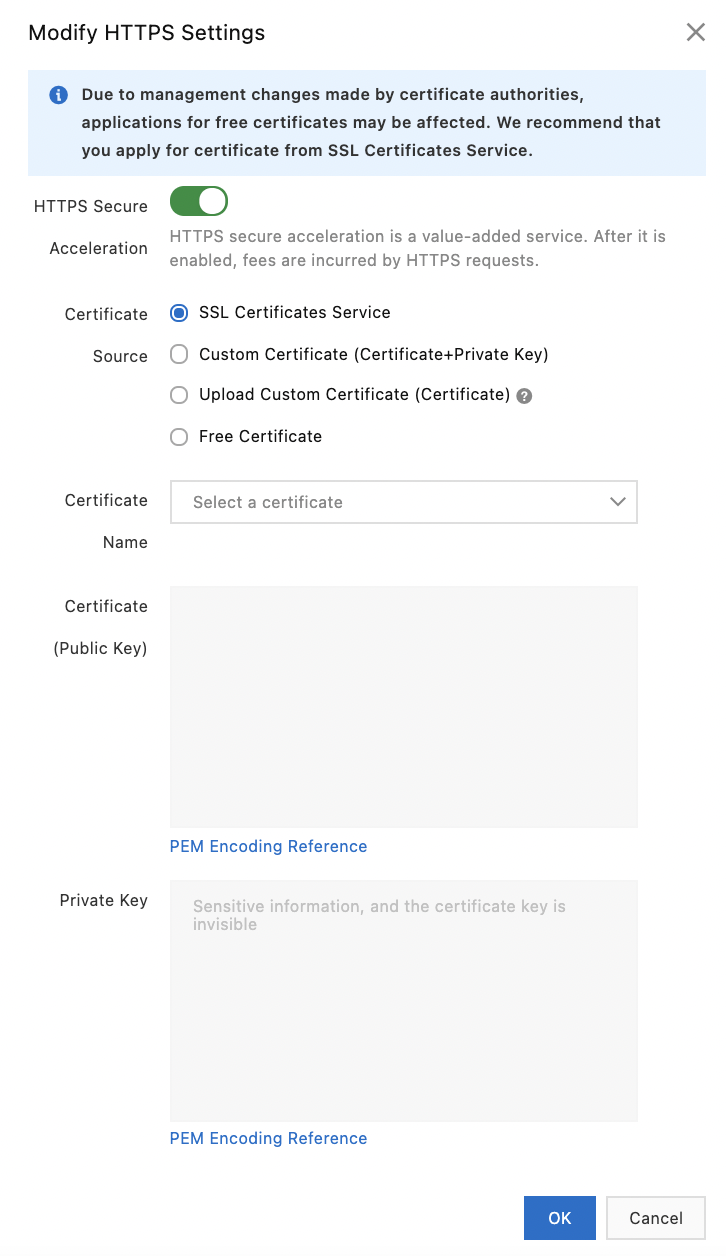 Modify HTTPS Settings
Due to management changes made by certificate authorities,
applications for free certificates may be affected. We recommend that
you apply for certificate from SSL Certificates Service.
HTTPS Secure
Acceleration
HTTPS secure acceleration is a value-added service. After it is
enabled, fees are incurred by HTTPS requests.
Certificate
Source
SSL Certificates Service
Custom Certificate (Certificate+Private Key)
Upload Custom Certificate (Certificate) ?
Free Certificate
Certificate
Name
Select a certificate
Certificate
(Public Key)
PEM Encoding Reference
Private Key
Sensitive information, and the certificate key is
invisible
PEM Encoding Reference
OK
Cancel